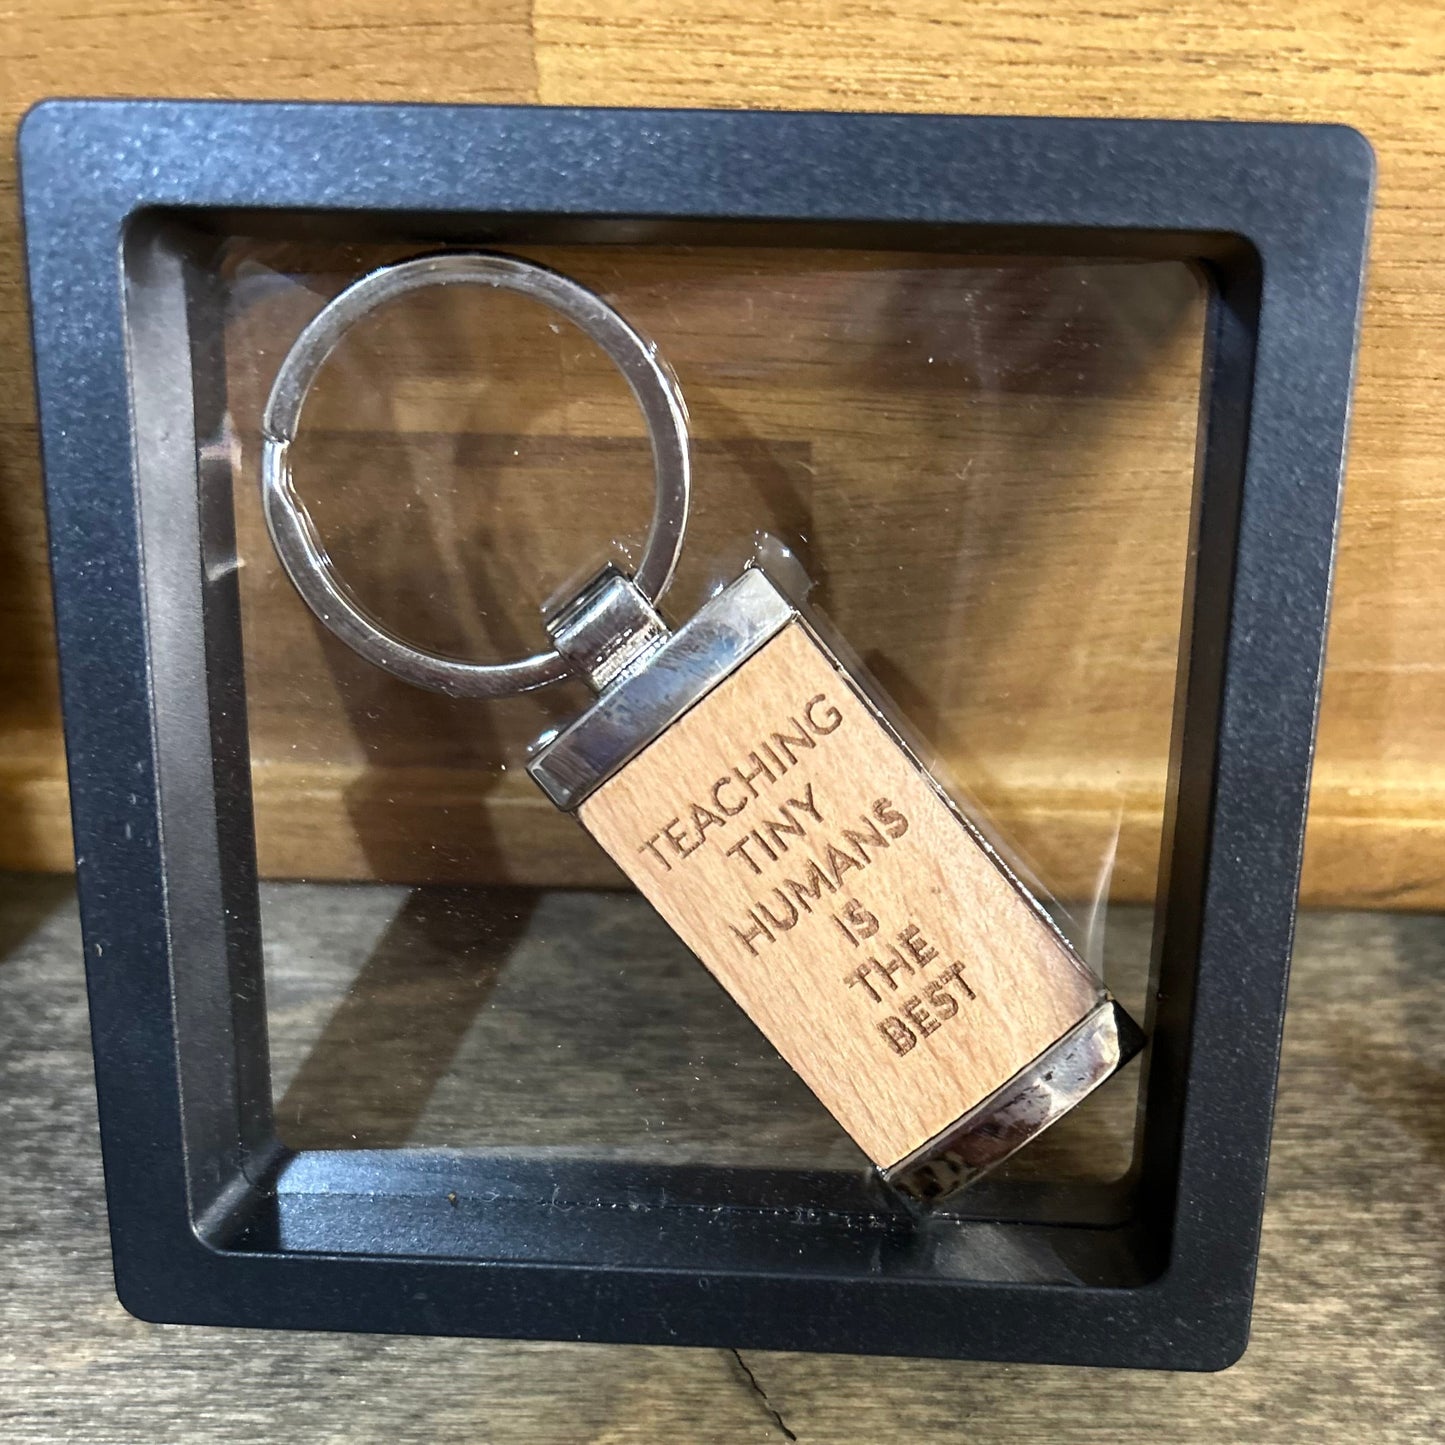 TEACHING
TINY
HUMANS
IS
THE
BEST